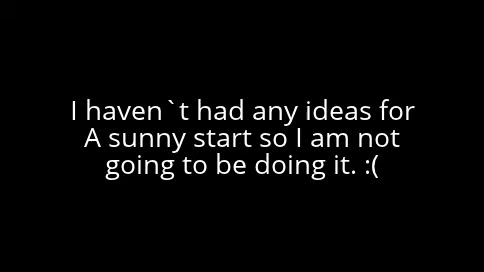 I haven`t had any ideas for
A sunny start so I am not
going to be doing it. :(